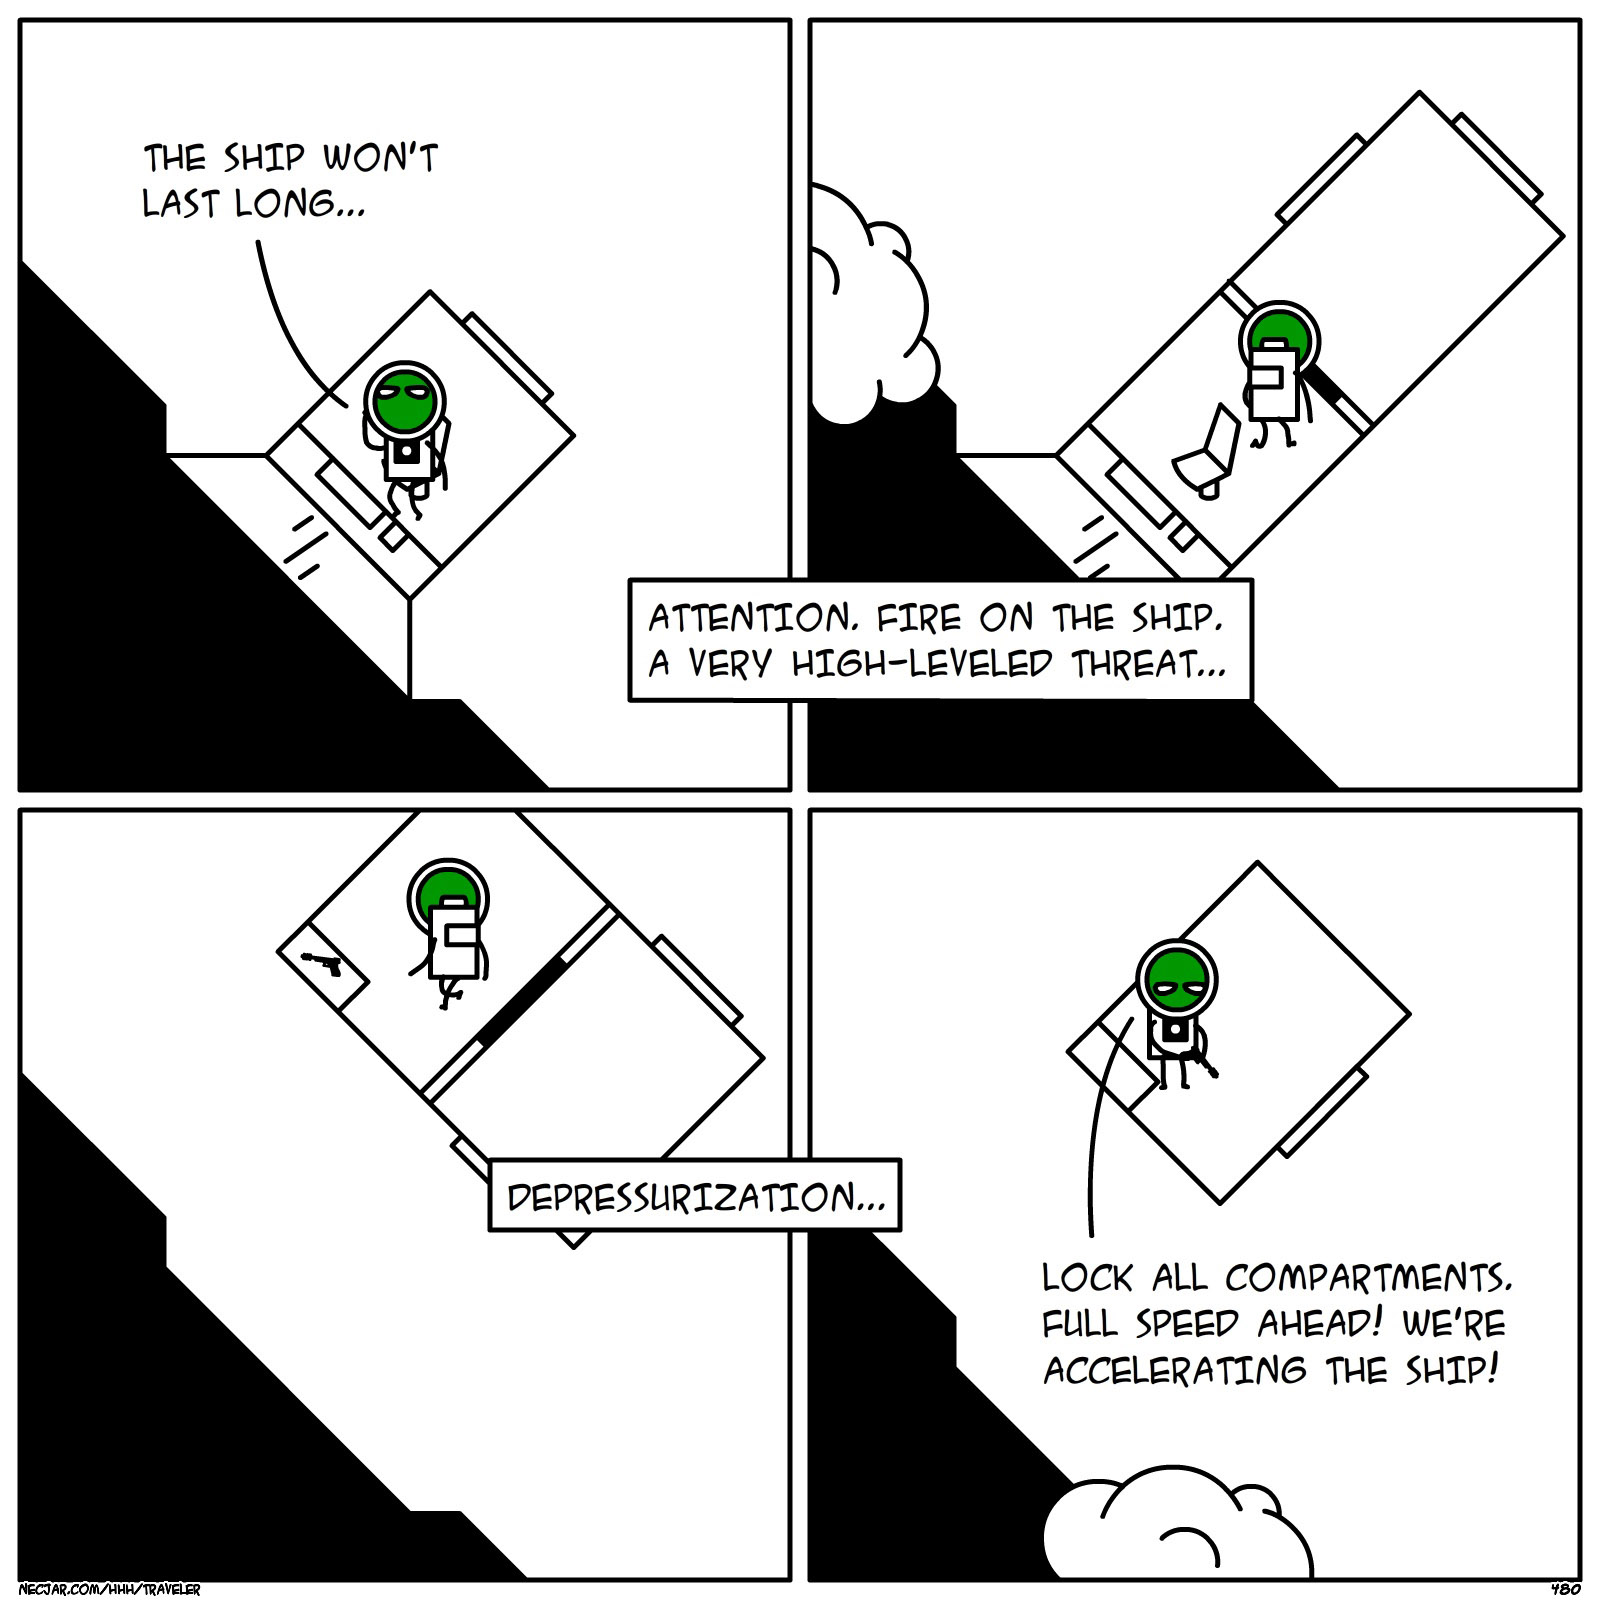 THE SHIP WON'T
LAST LONG...
ATTENTION. FIRE ON THE SHIP.
A VERY HIGH-LEVELED THREAT...
DEPRESSURIZATION...
LOCK ALL COMPARTMENTS.
FULL SPEED AHEAD! WE'RE
ACCELERATING THE SHIP!
NECJAR.COM/HHH/TRAVELER
480